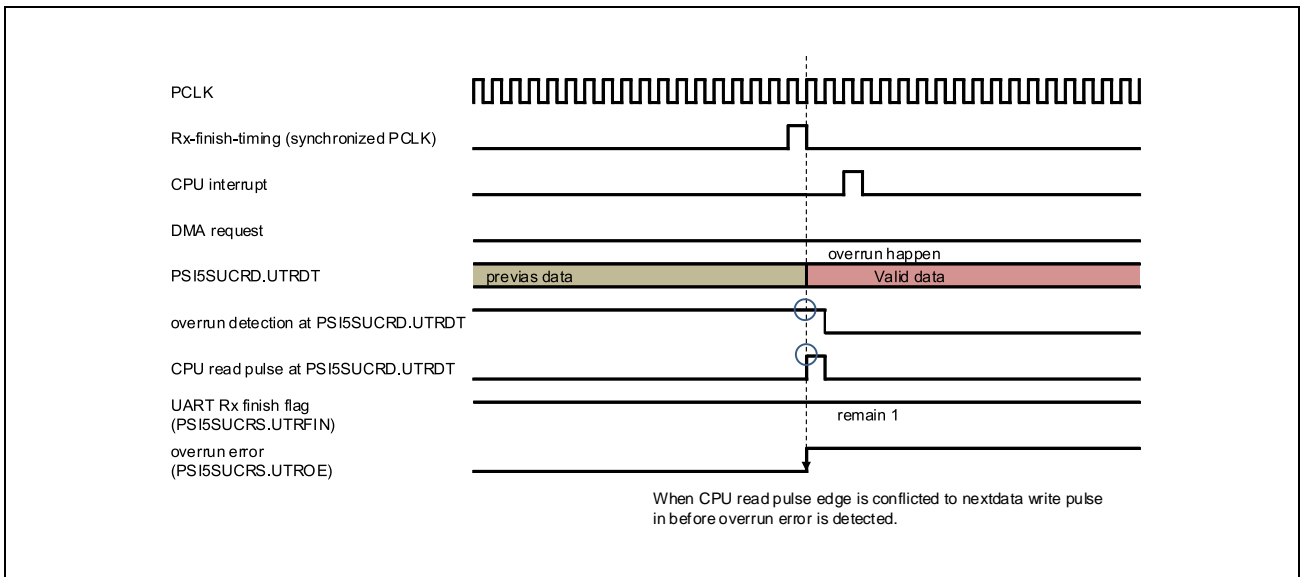 PCLK
Rx-finish-timing (synchronized PCLK)
CPU interrupt
DMA request
overrun happen
PSI5SUCRD.UTRDT
previas data
Valid data
overrun detection at PSI5SUCRD.UTRDT
CPU read pulse at PSI5SUCRD.UTRDT
UART Rx finish flag
(PSI5SUCRS.UTRFIN)
remain 1
overrun error
(PSI5SUCRS.UTROE)
When CPU read pulse edge is conflicted to nextdata write pulse
in before overrun error is detected.